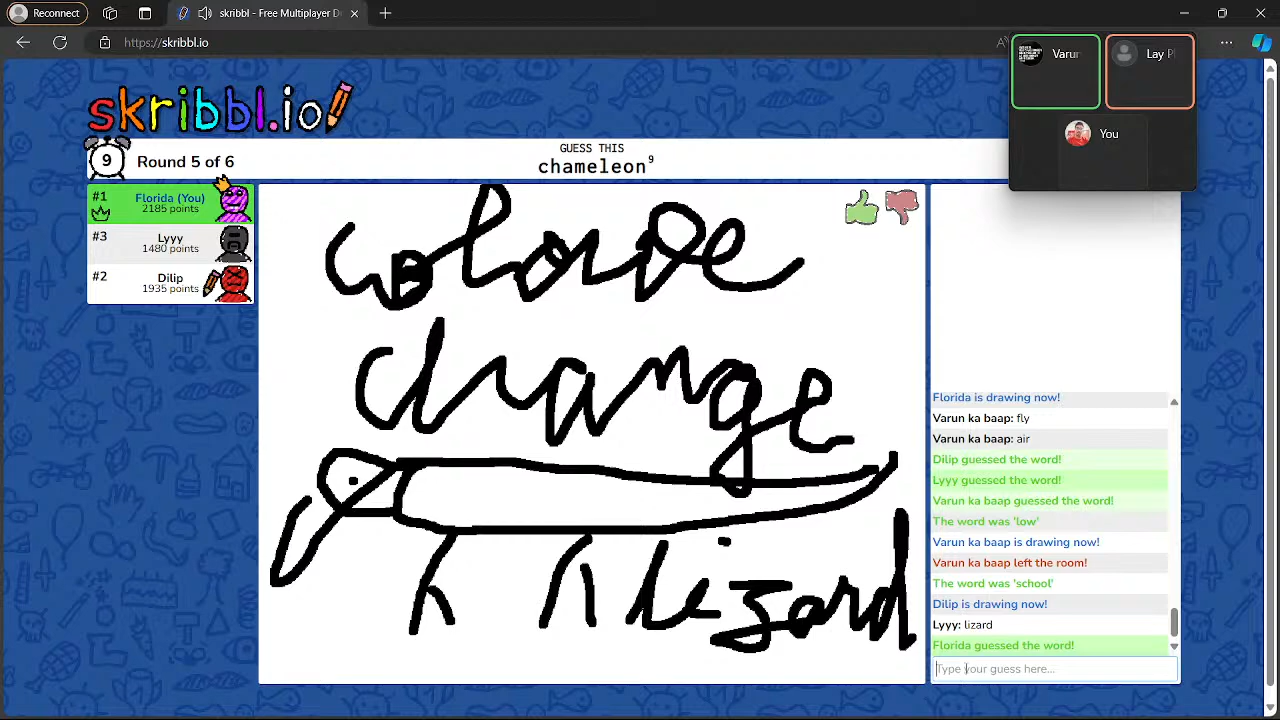 Reconnect
skribbl - Free Multiplayer D
https://skribbl.io
Varun
Lay P
You
skribbl.io
9
Round 5 of 6
GUESS THIS
chameleon9
#1
Florida (You)
2185 points
#3
Lyyy
1480 points
#2
Dilip
1935 points
change
lizard
Florida is drawing now!
Varun ka baap: fly
Varun ka baap: air
Dilip guessed the word!
Lyyy guessed the word!
Varun ka baap guessed the word!
The word was 'low'
Varun ka baap is drawing now!
Varun ka baap left the room!
The word was 'school'
Dilip is drawing now!
Lyyy: lizard
Florida guessed the word!
Type your guess here...